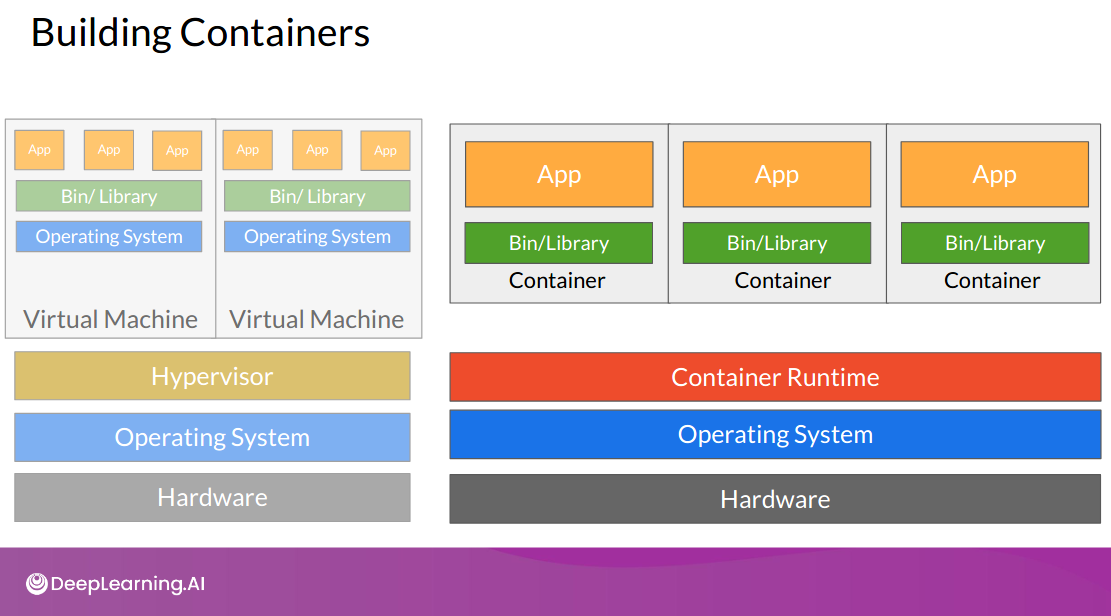 Building Containers
App App App App App App
Bin/ Library Bin/ Library
Operating System Operating System
Virtual Machine Virtual Machine
Hypervisor
Operating System
Hardware
App App App
Bin/Library Bin/Library Bin/Library
Container Container Container
Container Runtime
Operating System
Hardware
DeepLearning.AI